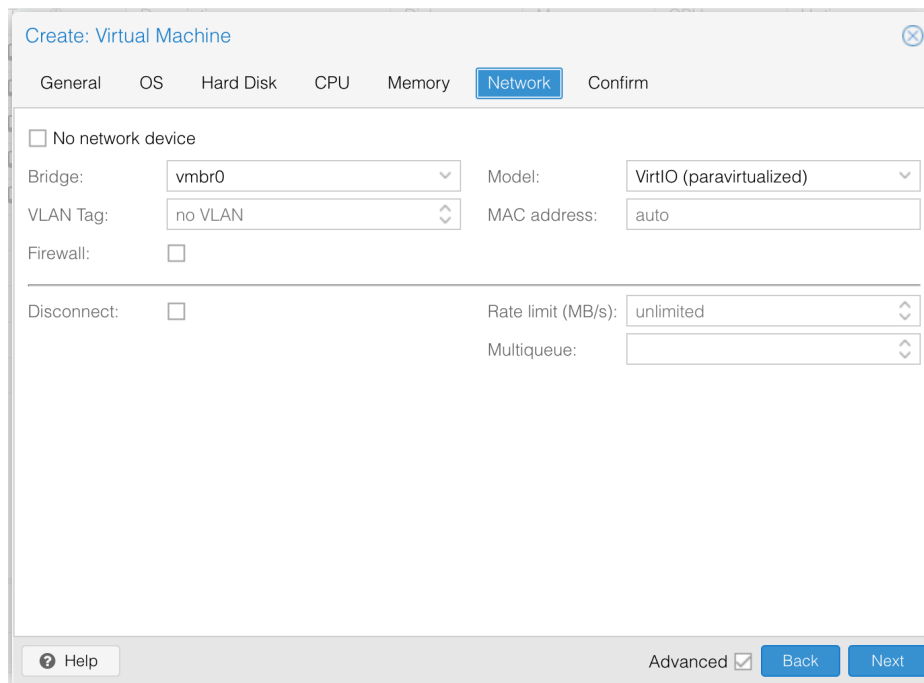 Create: Virtual Machine
General OS Hard Disk CPU Memory Network Confirm
No network device
Bridge: vmbr0 Model: VirtIO (paravirtualized)
VLAN Tag: no VLAN MAC address: auto
Firewall:
Disconnect: Rate limit (MB/s): unlimited
Multiqueue:
Help Advanced Back Next